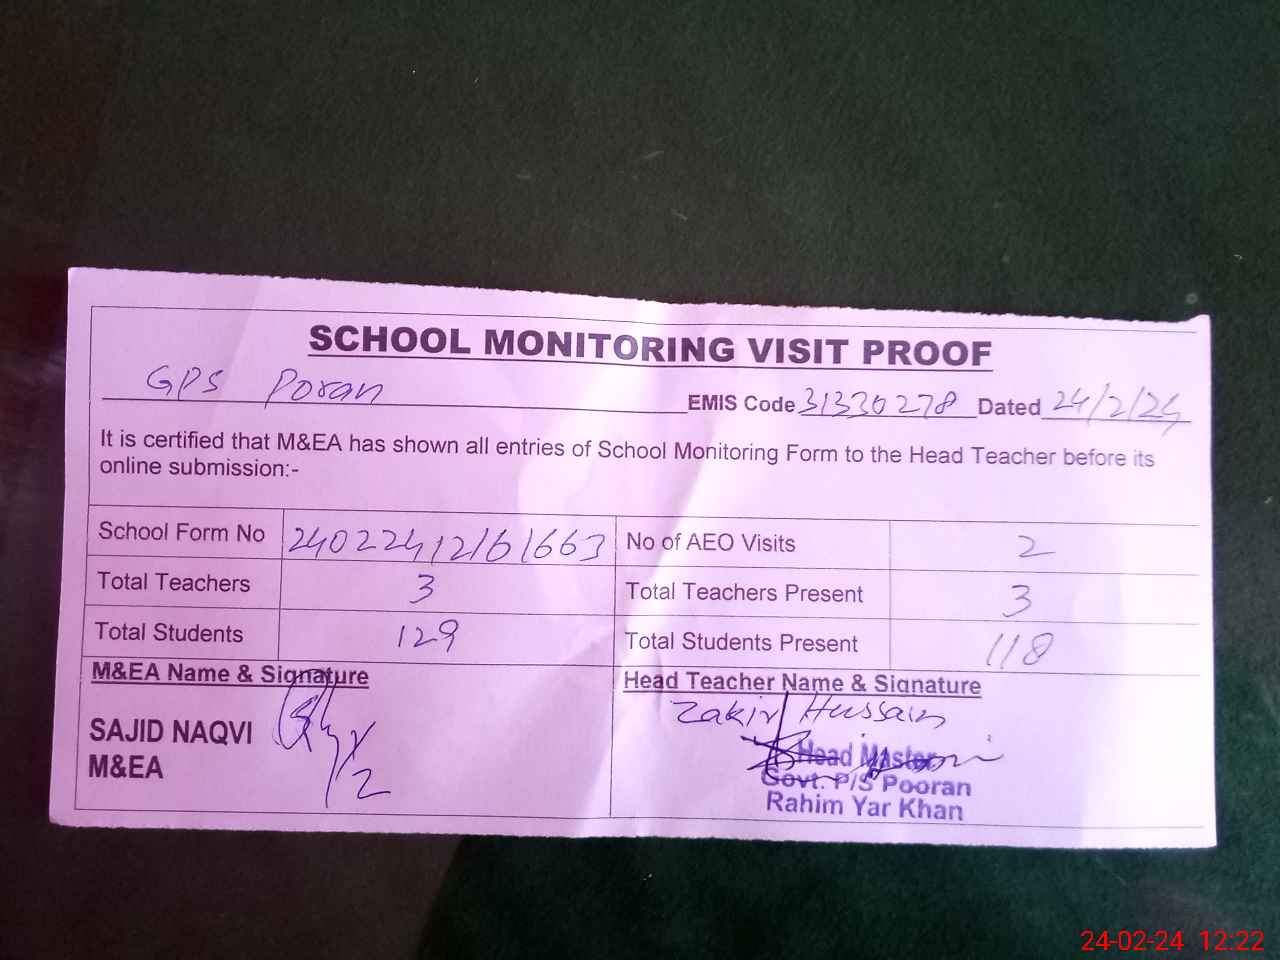 SCHOOL MONITORING VISIT PROOF
GPS Poran EMIS Code 31330278 Dated 24/2/24
It is certified that M&EA has shown all entries of School Monitoring Form to the Head Teacher before its
online submission:-
School Form No 24022412161663 No of AEO Visits 2
Total Teachers 3 Total Teachers Present 3
Total Students 129 Total Students Present 118
M&EA Name & Signature Head Teacher Name & Signature
Zakir Hussain
SAJID NAQVI
M&EA
Head Master
Govt. P/S Pooran
Rahim Yar Khan
24-02-24 12:22